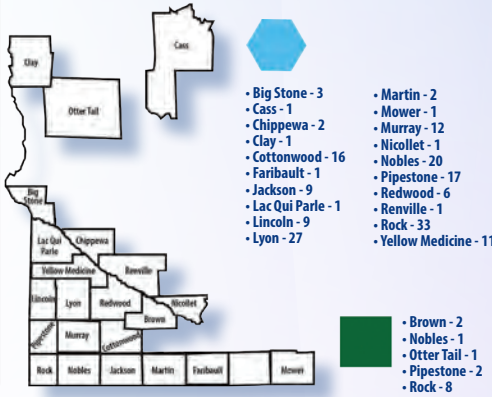 Cass
Clay
Otter Tail
Big
Stone
Lac Qui
Parle
Chippewa
Yellow Medicine
Renville
Lincoln
Lyon
Redwood
Nicollet
Brown
Pipestone
Murray
Cottonwood
Rock
Nobles
Jackson
Martin
Faribault
Mower
• Big Stone - 3
• Cass - 1
• Chippewa - 2
• Clay - 1
• Cottonwood - 16
• Faribault - 1
• Jackson - 9
• Lac Qui Parle - 1
• Lincoln - 9
• Lyon - 27
• Martin - 2
• Mower - 1
• Murray - 12
• Nicollet - 1
• Nobles - 20
• Pipestone - 17
• Redwood - 6
• Renville - 1
• Rock - 33
• Yellow Medicine - 11
• Brown - 2
• Nobles - 1
• Otter Tail - 1
• Pipestone - 2
• Rock - 8